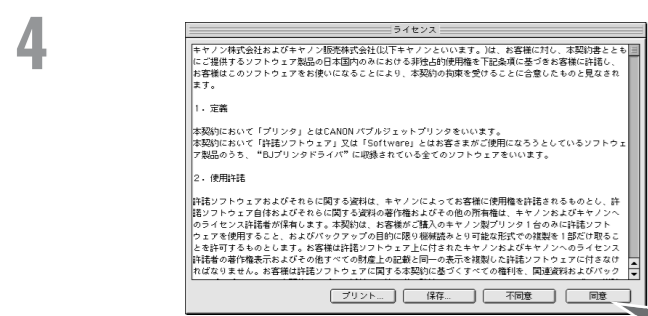 4
ライセンス
キヤノン株式会社およびキヤノン販売株式会社(以下キヤノンといいます。)は、お客様に対し、本契約書ととも
にご提供するソフトウェア製品の日本国内のみにおける非独占的使用権を下記条項に基づきお客様に許諾し、
お客様はこのソフトウェアをお使いになることにより、本契約の拘束を受けることに合意したものと見なされ
ます。
1．定義
本契約において「プリンタ」とはCANON バブルジェットプリンタをいいます。
本契約において「許諾ソフトウェア」又は「Software」とはお客さまがご使用になろうとしているソフトウェ
ア製品のうち、“BJプリンタドライバ”に収録されている全てのソフトウェアをいいます。
2．使用許諾
許諾ソフトウェアおよびそれらに関する資料は、キヤノンによってお客様に使用権を許諾されるものとし、許
諾ソフトウェア自体およびそれらに関する資料の著作権およびその他の所有権は、キヤノンおよびキヤノンへ
のライセンス許諾者が保有します。本契約は、お客様がご購入のキヤノン製プリンタ1台のみに許諾ソフト
ウェアを使用すること、およびバックアップの目的に限り機械読みとり可能な形式での複製を1部だけ取るこ
とを許可するものとします。お客様は許諾ソフトウェア上に付されたキヤノンおよびキヤノンへのライセンス
許諾者の著作権表示およびその他すべての財産上の記載と同一の表示を複製した許諾ソフトウェアに付さなけ
ればなりません。お客様は許諾ソフトウェアに関する本契約に基づくすべての権利を、関連資料およびバック
プリント... 保存... 不同意 同意